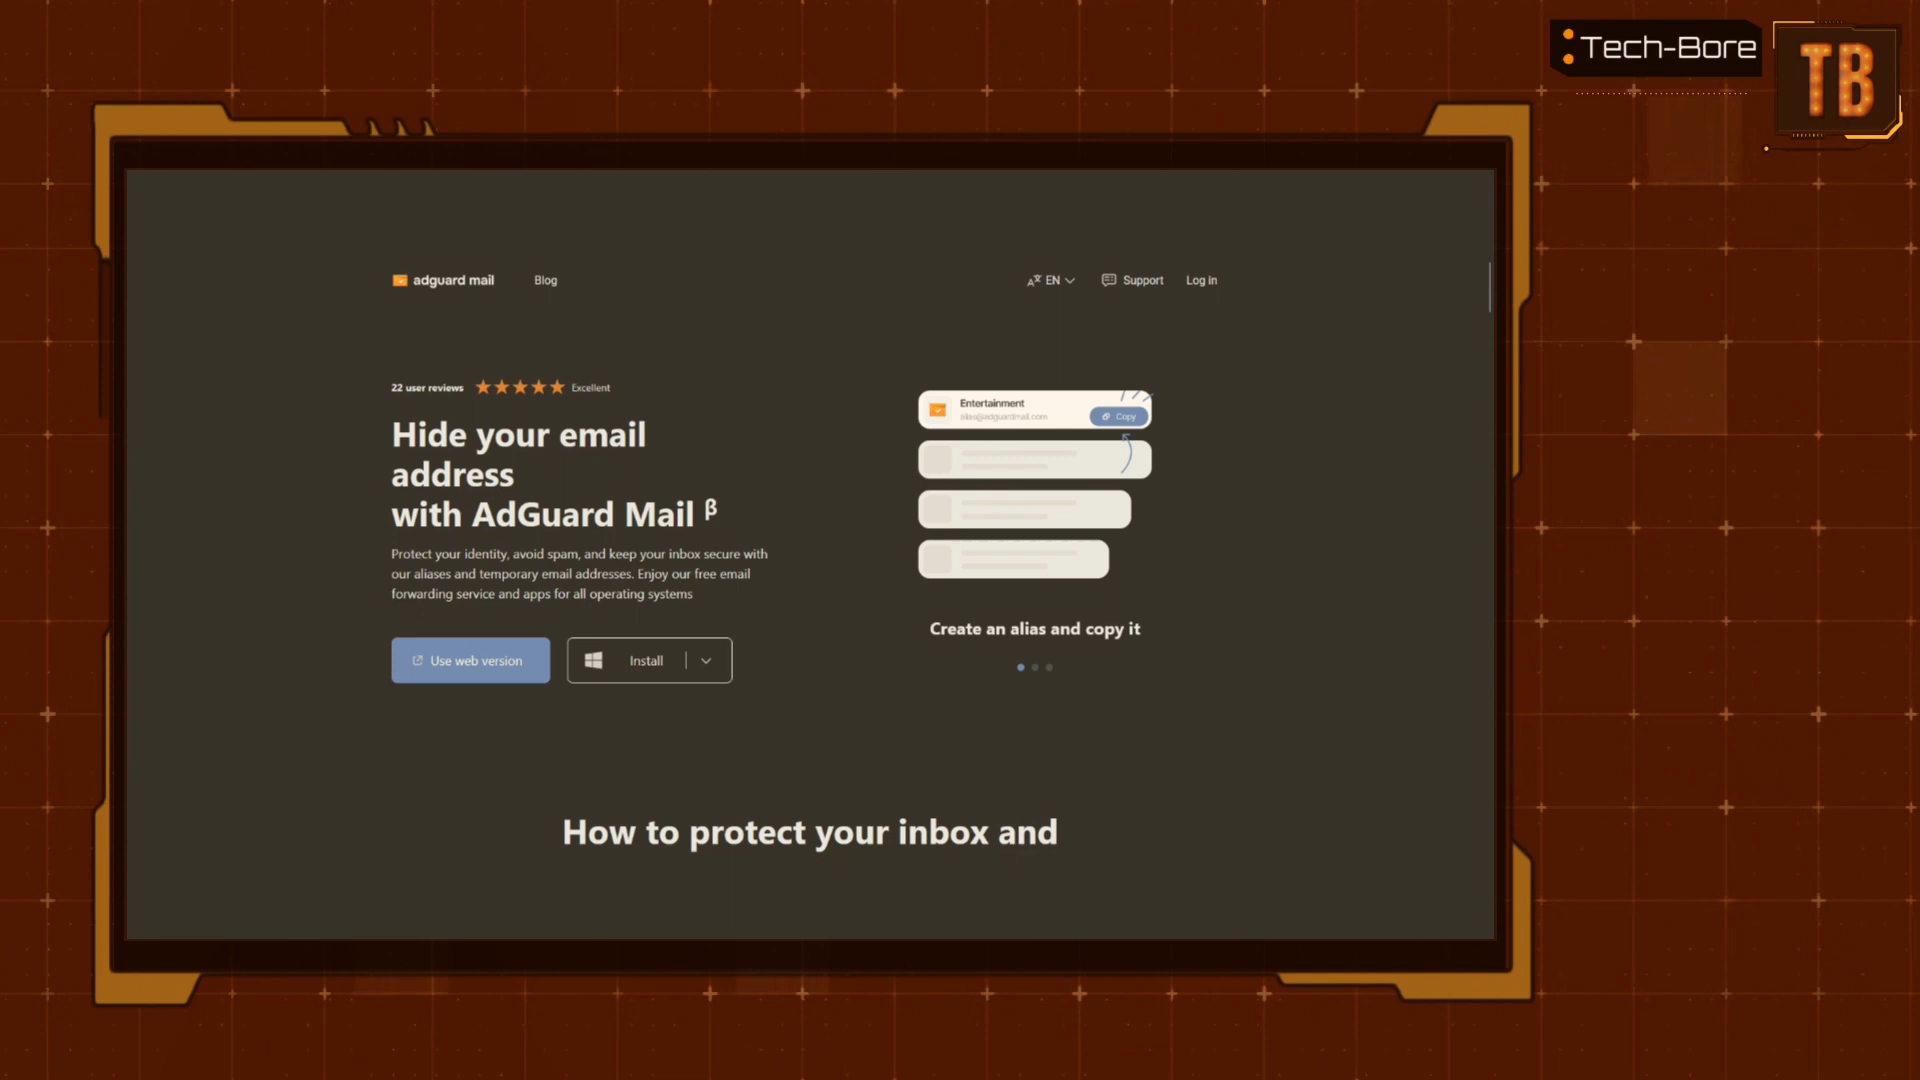 Tech-Bore
TB
adguard mail
Blog
EN
Support
Log in
22 user reviews
Excellent
Hide your email
address
with AdGuard Mail β
Protect your identity, avoid spam, and keep your inbox secure with
our aliases and temporary email addresses. Enjoy our free email
forwarding service and apps for all operating systems
Use web version
Install
Entertainment
alias@adguardmail.com
Copy
Create an alias and copy it
How to protect your inbox and